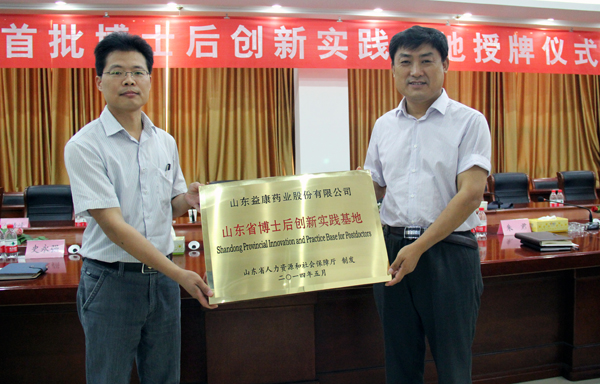 首批博士后创新实践 地授牌仪式
山东益康药业股份有限公司
山东省博士后创新实践基地
Shandong Provincial Innovation and Practice Base for Postdoctors
山东省人力资源和社会保障厅 制发
二〇一四年五月